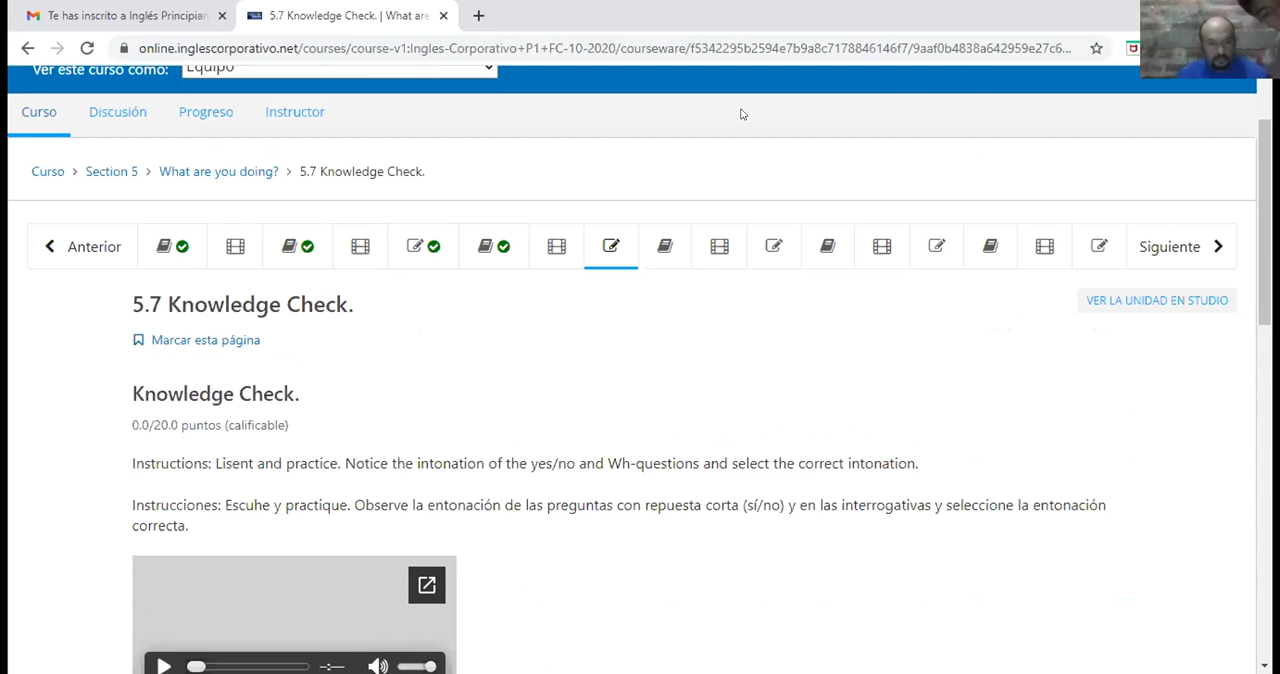 Te has inscrito a Inglés Principian
5.7 Knowledge Check. | What are
online.inglescorporativo.net/courses/course-v1:Ingles-Corporativo+P1+FC-10-2020/courseware/f5342295b2594e7b9a8c7178846146f7/9aaf0b4838a642959e27c6...
Ver este curso como: Equipo
Curso Discusión Progreso Instructor
Curso > Section 5 > What are you doing? > 5.7 Knowledge Check.
Anterior Siguiente
5.7 Knowledge Check.
VER LA UNIDAD EN STUDIO
Marcar esta página
Knowledge Check.
0.0/20.0 puntos (calificable)
Instructions: Lisent and practice. Notice the intonation of the yes/no and Wh-questions and select the correct intonation.
Instrucciones: Escuhe y practique. Observe la entonación de las preguntas con repuesta corta (sí/no) y en las interrogativas y seleccione la entonación
correcta.
-:--